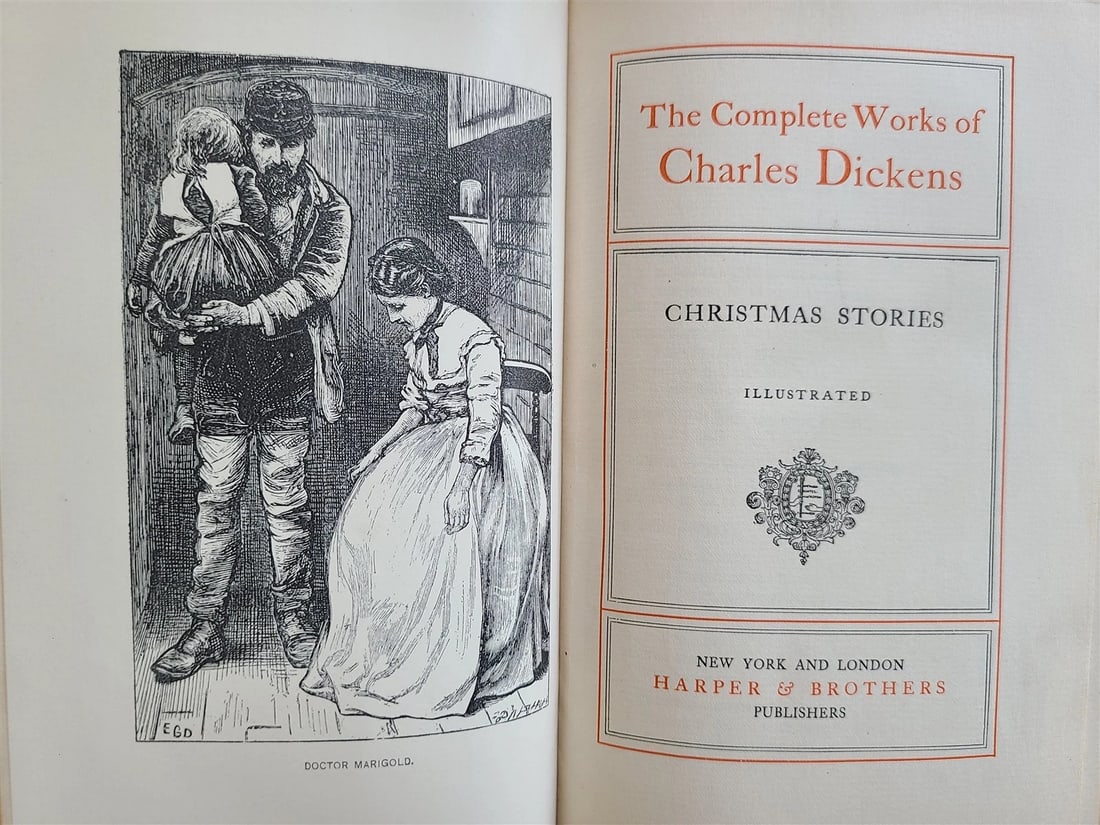 EGD
DOCTOR MARIGOLD.
The Complete Works of
Charles Dickens
CHRISTMAS STORIES
ILLUSTRATED
NEW YORK AND LONDON
HARPER & BROTHERS
PUBLISHERS